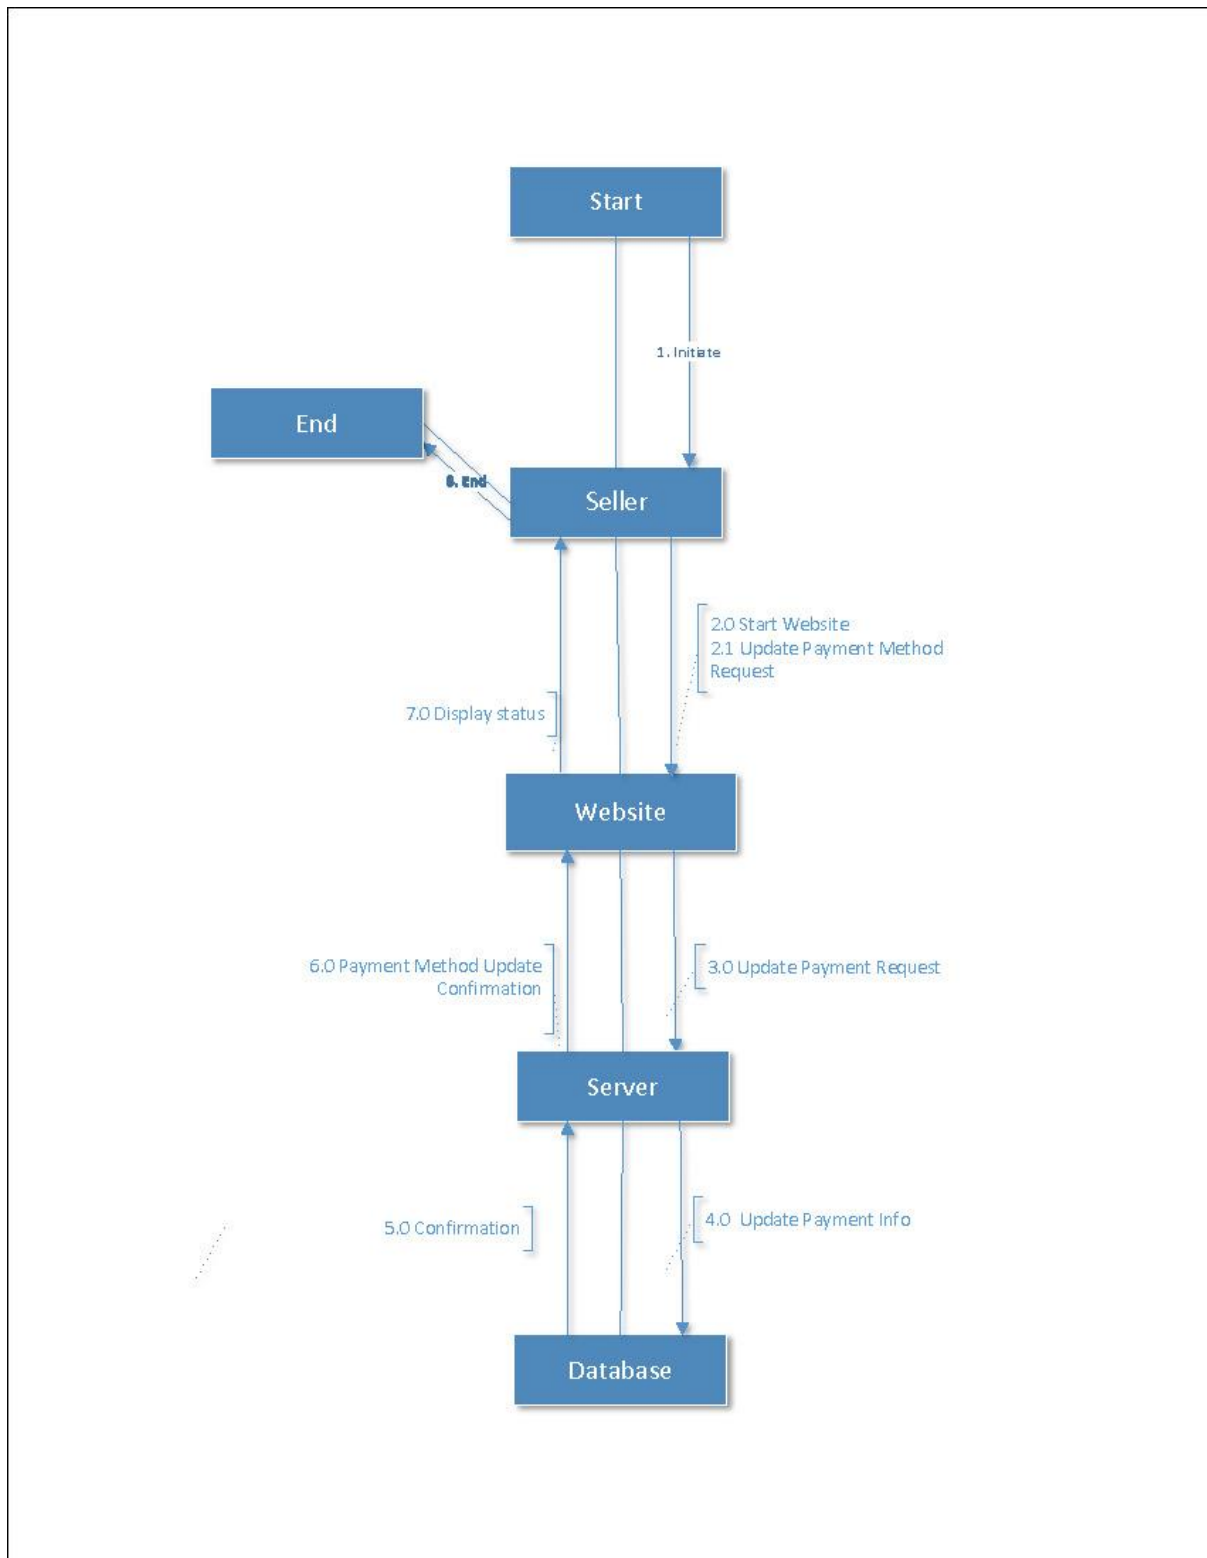 Start
1. Initiate
End
8. End
Seller
2.0 Start Website
2.1 Update Payment Method
Request
7.0 Display status
Website
6.0 Payment Method Update
Confirmation
3.0 Update Payment Request
Server
5.0 Confirmation
4.0 Update Payment Info
Database